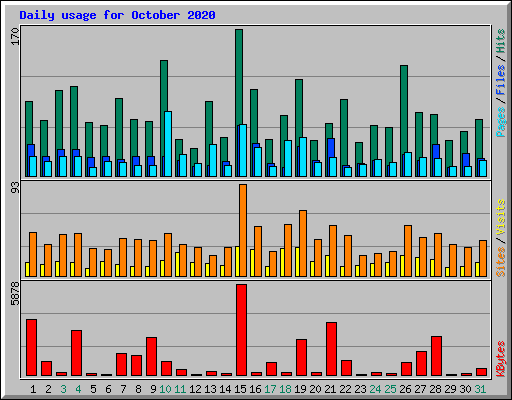 Daily usage for October 2020
170
Pages / Files / Hits
93
Sites / Visits
5878
KBytes
1 2 3 4 5 6 7 8 9 10 11 12 13 14 15 16 17 18 19 20 21 22 23 24 25 26 27 28 29 30 31